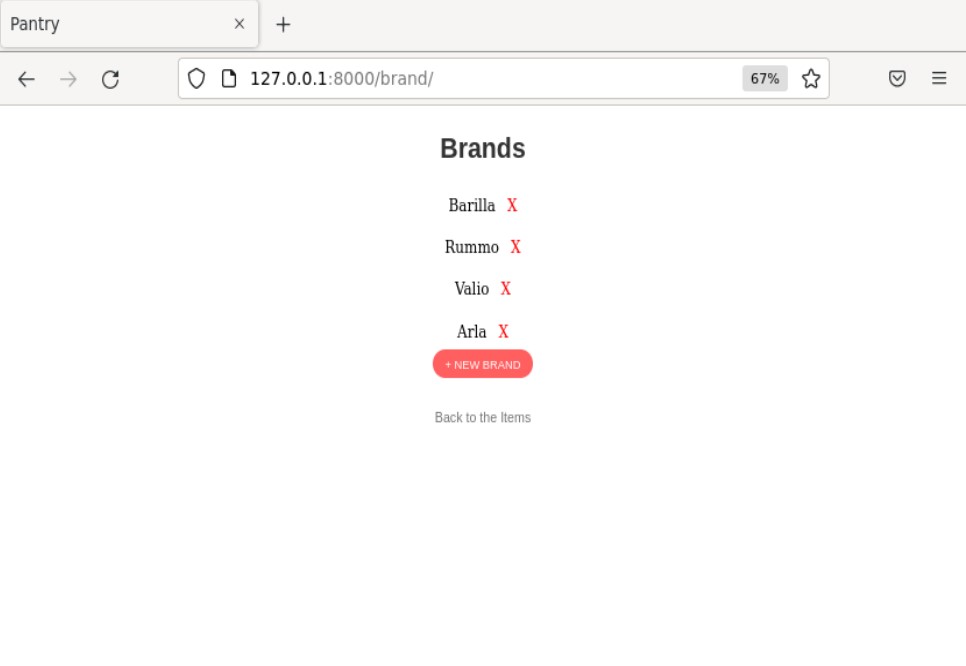 Pantry
127.0.0.1:8000/brand/ 67%
Brands
Barilla X
Rummo X
Valio X
Arla X
+ NEW BRAND
Back to the Items